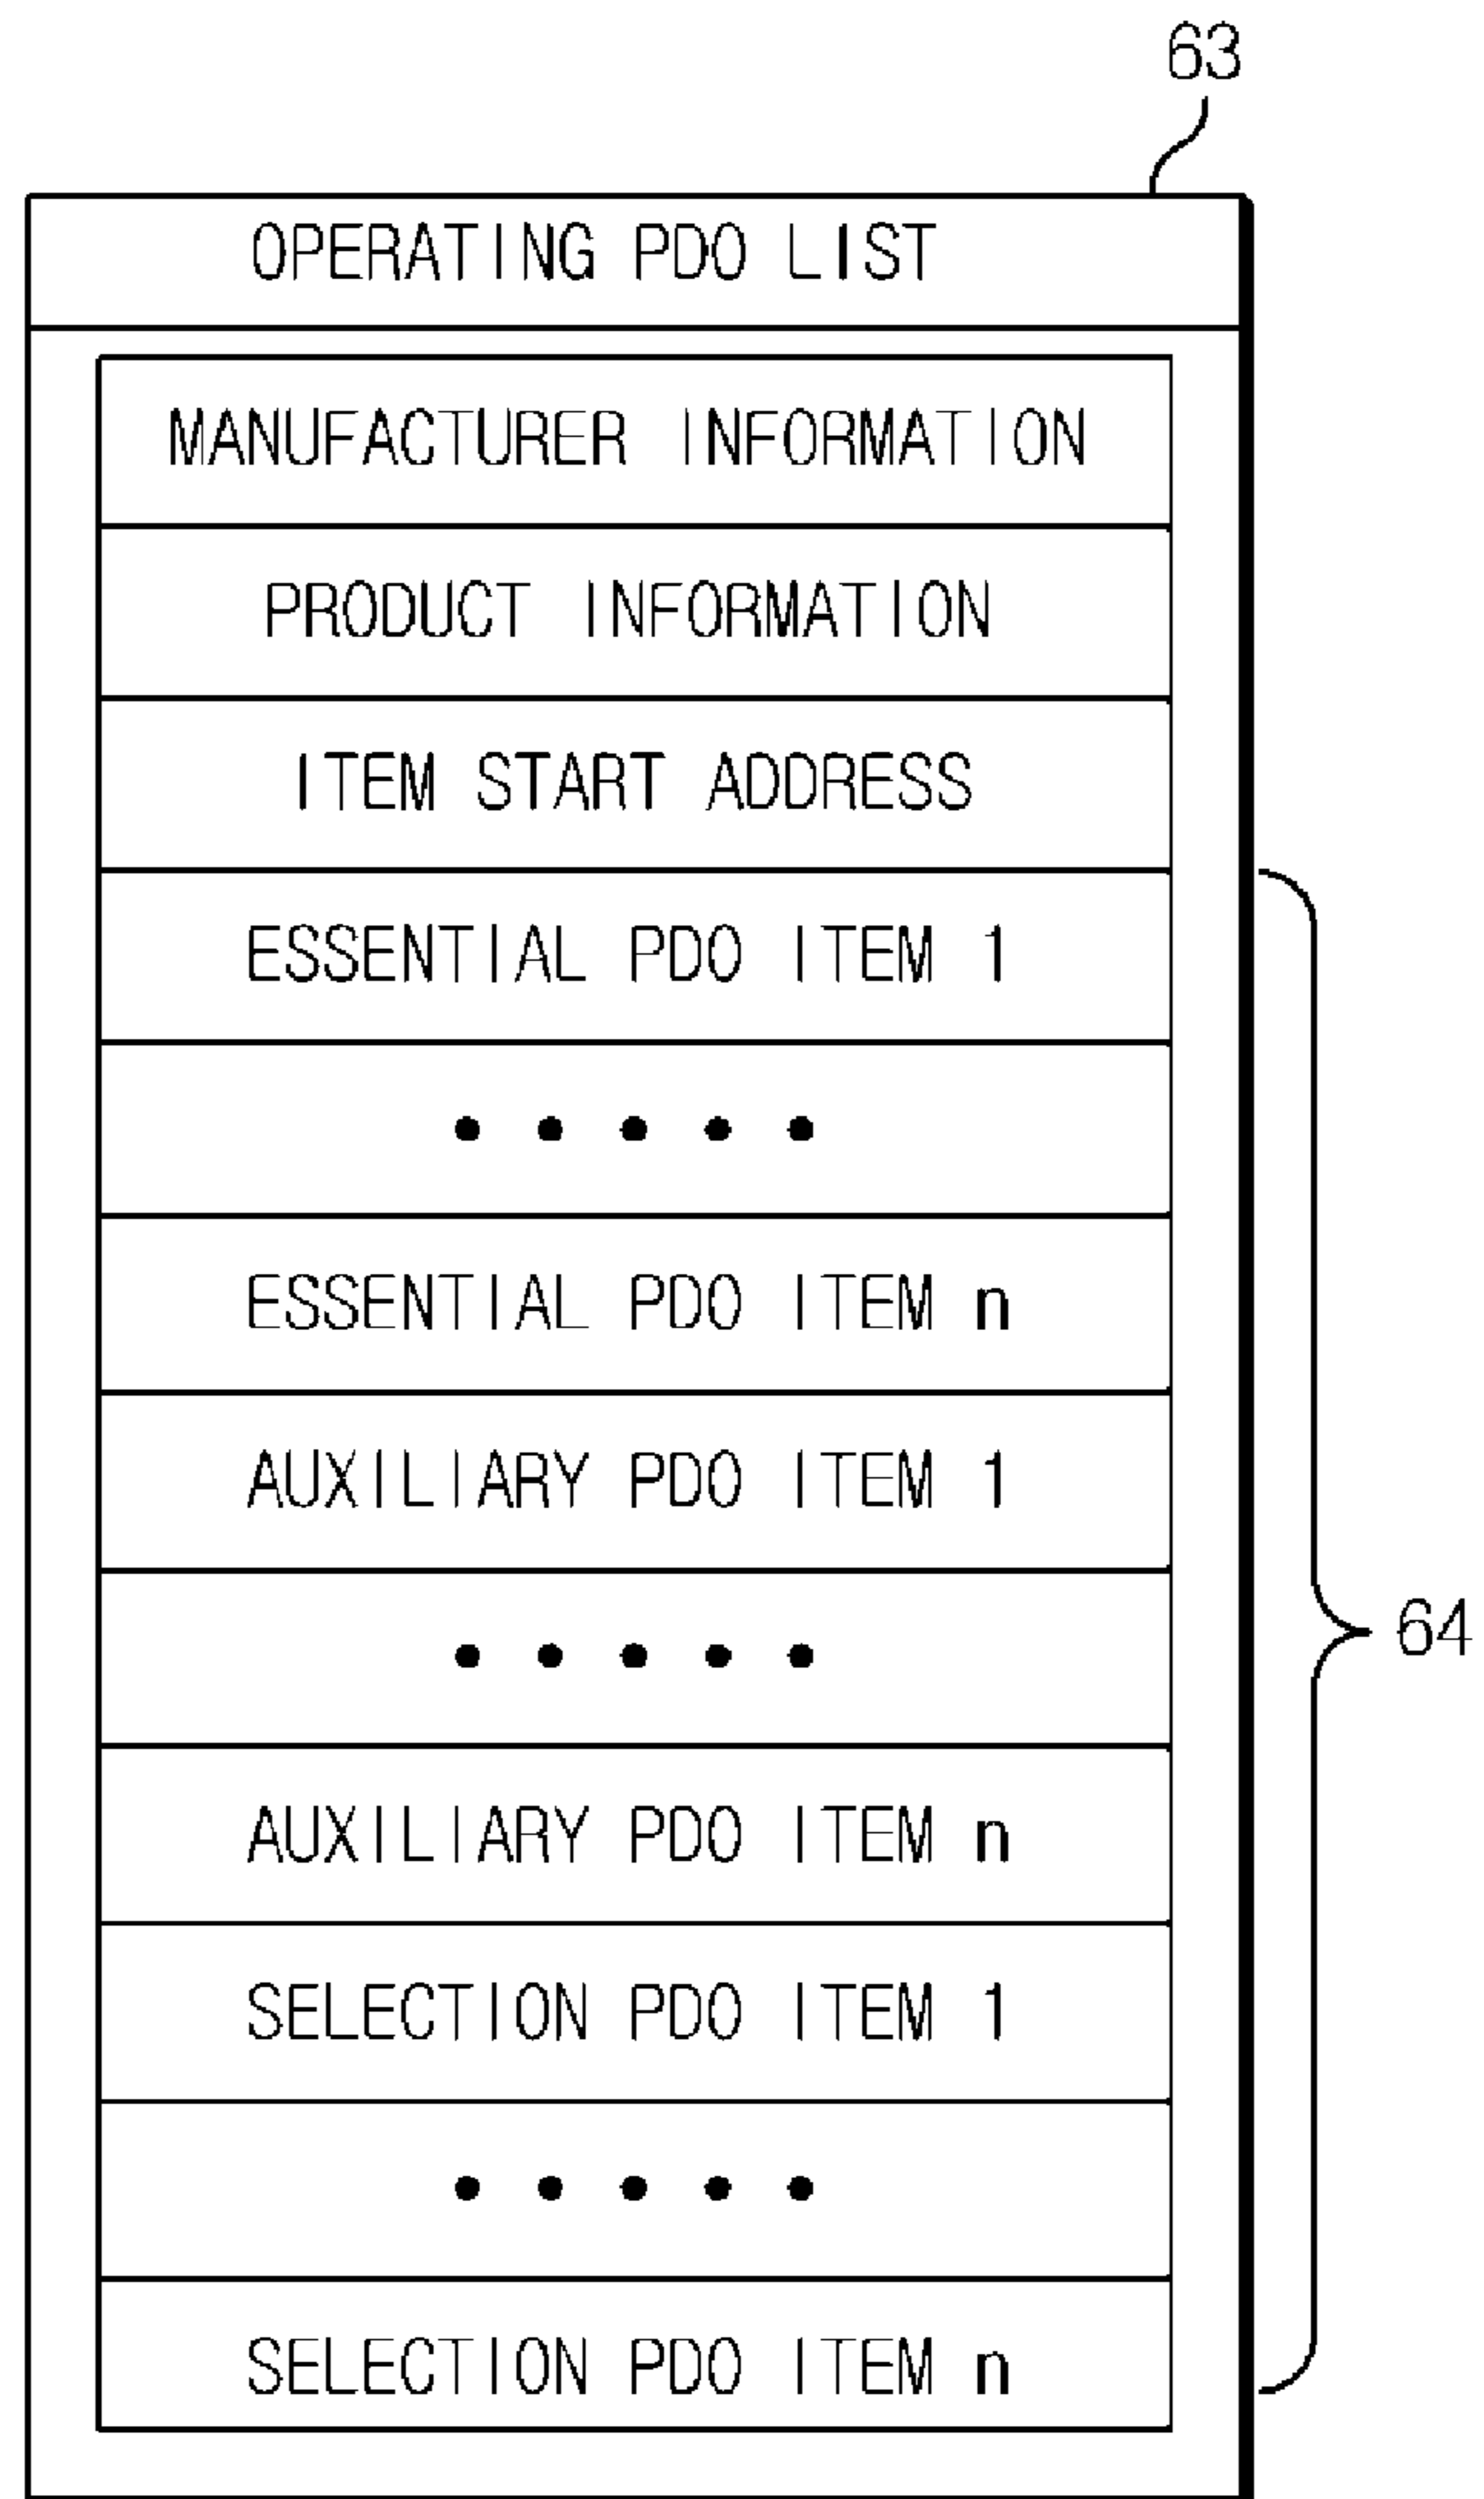 63
OPERATING PDO LIST
MANUFACTURER INFORMATION
PRODUCT INFORMATION
ITEM START ADDRESS
ESSENTIAL PDO ITEM 1
• • • • •
ESSENTIAL PDO ITEM n
AUXILIARY PDO ITEM 1
• • • • •
64
AUXILIARY PDO ITEM n
SELECTION PDO ITEM 1
• • • • •
SELECTION PDO ITEM n